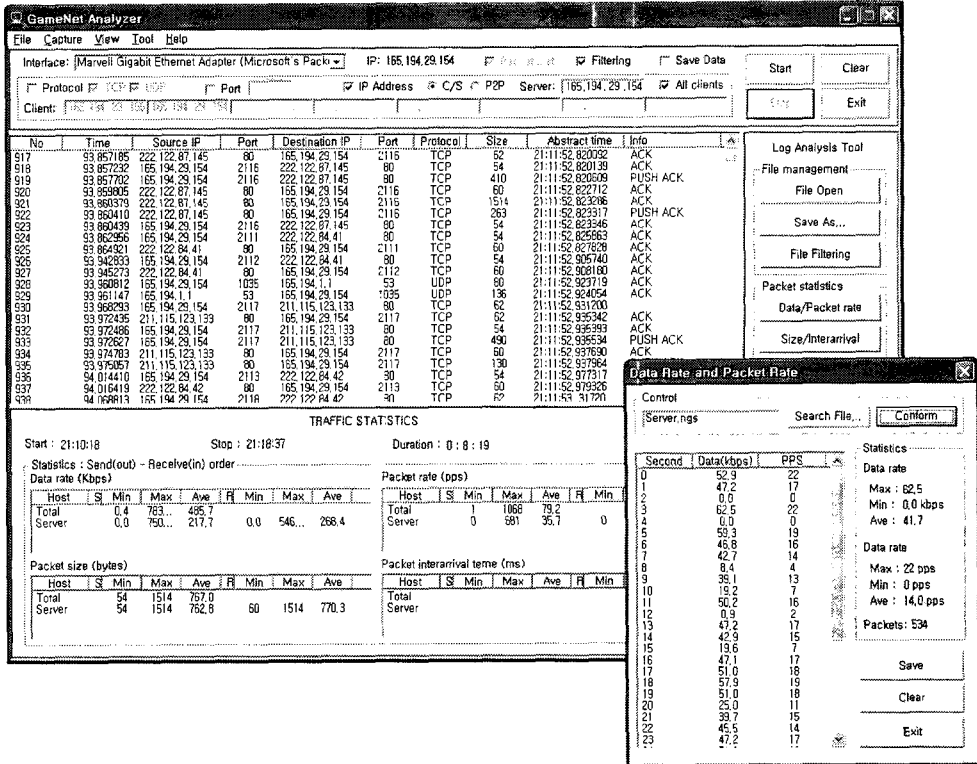 GameNet Analyzer
File Capture View Tool Help
Interface: Marvell Gigabit Ethernet Adapter (Microsoft's Pack IP: 165,194,29,154 Filtering Save Data Start Clear
Protocol TCP UDP Port IP Address C/S P2P Server: 165,194,29,154 All clients
Client: Exit
No Time Source IP Port Destination IP Port Protocol Size Abstract time Info
917 93,857185 222,122,87,145 80 165,194,29,154 2116 TCP 62 21:11:52,820092 ACK
918 93,857232 165,194,29,154 2116 222,122,87,145 80 TCP 54 21:11:52,820139 ACK
919 93,857702 165,194,29,154 2116 222,122,87,145 80 TCP 410 21:11:52,820609 PUSH ACK
920 93,859805 222,122,87,145 80 165,194,29,154 2116 TCP 60 21:11:52,822712 ACK
921 93,860379 222,122,87,145 80 165,194,29,154 2116 TCP 1514 21:11:52,823286 ACK
922 93,860410 222,122,87,145 80 165,194,29,154 2116 TCP 263 21:11:52,823317 PUSH ACK
923 93,860439 165,194,29,154 2116 222,122,87,145 80 TCP 54 21:11:52,823346 ACK
924 93,862956 165,194,29,154 2111 222,122,84,41 80 TCP 54 21:11:52,825863 ACK
925 93,864921 222,122,84,41 80 165,194,29,154 2111 TCP 60 21:11:52,827828 ACK
926 93,942833 165,194,29,154 2112 222,122,84,41 80 TCP 54 21:11:52,905740 ACK
927 93,945273 222,122,84,41 80 165,194,29,154 2112 TCP 60 21:11:52,908180 ACK
928 93,960812 165,194,29,154 1035 165,194,1,1 53 UDP 80 21:11:52,923719 ACK
929 93,961147 165,194,1,1 53 165,194,29,154 1035 UDP 136 21:11:52,924054 ACK
930 93,968293 165,194,29,154 2117 211,115,123,133 80 TCP 62 21:11:52,931200
931 93,972435 211,115,123,133 80 165,194,29,154 2117 TCP 62 21:11:52,935342 ACK
932 93,972486 165,194,29,154 2117 211,115,123,133 80 TCP 54 21:11:52,935393 ACK
933 93,972627 165,194,29,154 2117 211,115,123,133 80 TCP 490 21:11:52,935534 PUSH ACK
934 93,974783 211,115,123,133 80 165,194,29,154 2117 TCP 60 21:11:52,937690 ACK
935 93,975057 211,115,123,133 80 165,194,29,154 2117 TCP 130 21:11:52,937964
936 94,014410 165,194,29,154 2113 222,122,84,42 80 TCP 54 21:11:52,977317
937 94,016419 222,122,84,42 80 165,194,29,154 2113 TCP 60 21:11:52,979326
938 94,068813 165,194,29,154 2118 222,122,84,42 80 TCP 62 21:11:53,31720
Log Analysis Tool
File management
File Open
Save As,,,
File Filtering
Packet statistics
Data/Packet rate
Size/Interarrival
TRAFFIC STATISTICS
Start : 21:10:18 Stop : 21:18:37 Duration : 0 : 8 : 19
Statistics : Send(out) - Receive(in) order
Data rate (Kbps)
Host S Min Max Ave R Min Max Ave
Total 0,4 783,,, 485,7
Server 0,0 750,,, 217,7 0,0 546,,, 268,4
Packet rate (pps)
Host S Min Max Ave R Min
Total 1 1068 79,2
Server 0 681 35,7 0
Packet size (bytes)
Host S Min Max Ave R Min Max Ave
Total 54 1514 767,0
Server 54 1514 762,8 60 1514 770,3
Packet interarrival teme (ms)
Host S Min Max Ave R Min
Total
Server
Data Rate and Packet Rate
Control
Server,ngs Search File,,, Conform
Second Data(kbps) PPS
0 52,9 22
1 47,2 17
2 0,0 0
3 62,5 22
4 0,0 0
5 59,3 19
6 46,8 16
7 42,7 14
8 8,4 4
9 39,1 13
10 19,2 7
11 50,2 16
12 0,9 2
13 47,2 17
14 42,9 15
15 19,6 7
16 47,1 17
17 51,0 18
18 57,9 19
19 51,0 18
20 25,0 11
21 39,7 15
22 45,5 14
23 47,2 17
Statistics
Data rate
Max : 62,5
Min : 0,0 kbps
Ave : 41,7
Data rate
Max : 22 pps
Min : 0 pps
Ave : 14,0 pps
Packets: 534
Save
Clear
Exit